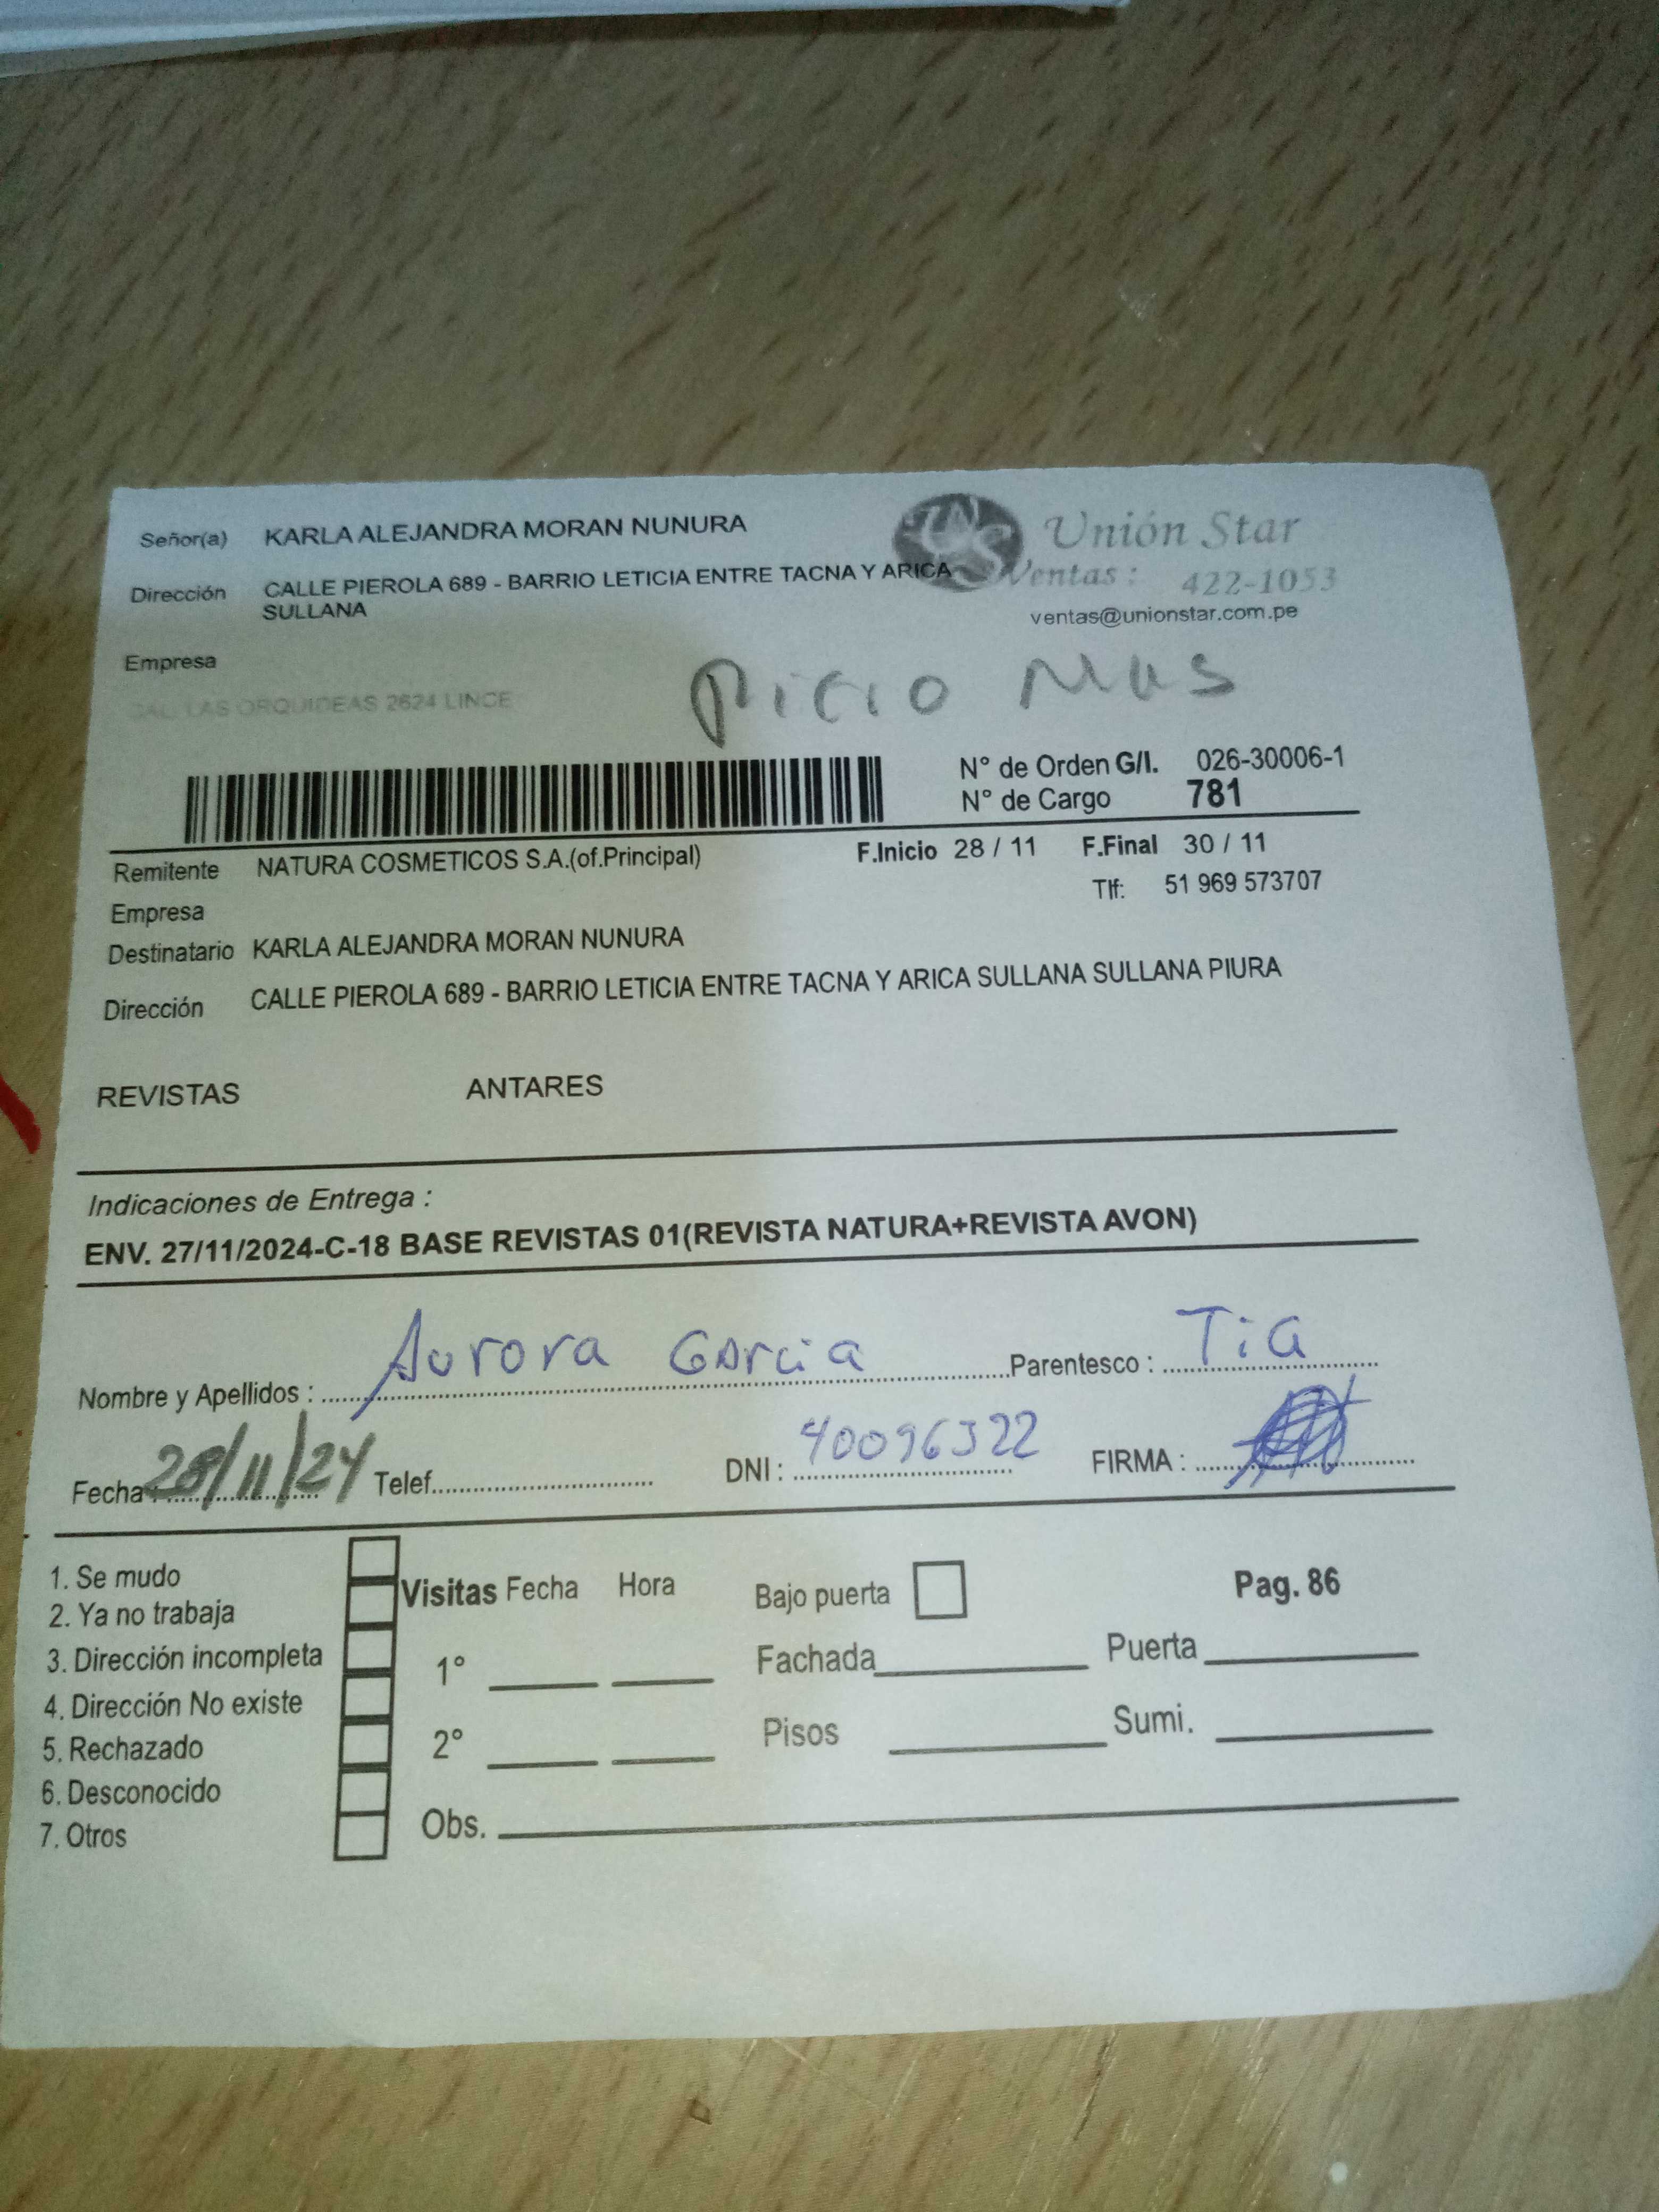 Señor(a) KARLA ALEJANDRA MORAN NUNURA
Unión Star
Dirección CALLE PIEROLA 689 - BARRIO LETICIA ENTRE TACNA Y ARICA
SULLANA
Ventas : 422-1053
ventas@unionstar.com.pe
Empresa
LAS ORQUIDEAS 2624 LINCE
N° de Orden G/I. 026-30006-1
N° de Cargo 781
Remitente NATURA COSMETICOS S.A.(of.Principal) F.Inicio 28 / 11 F.Final 30 / 11
Tlf: 51 969 573707
Empresa
Destinatario KARLA ALEJANDRA MORAN NUNURA
Dirección CALLE PIEROLA 689 - BARRIO LETICIA ENTRE TACNA Y ARICA SULLANA SULLANA PIURA
REVISTAS ANTARES
Indicaciones de Entrega :
ENV. 27/11/2024-C-18 BASE REVISTAS 01(REVISTA NATURA+REVISTA AVON)
Nombre y Apellidos : Aurora Garcia Parentesco : Tia
Fecha : 28/11/24 Telef. DNI : 40096322 FIRMA :
1. Se mudo
2. Ya no trabaja
3. Dirección incompleta
4. Dirección No existe
5. Rechazado
6. Desconocido
7. Otros
Visitas Fecha Hora
1°
2°
Obs.
Bajo puerta Pag. 86
Fachada Puerta
Pisos Sumi.